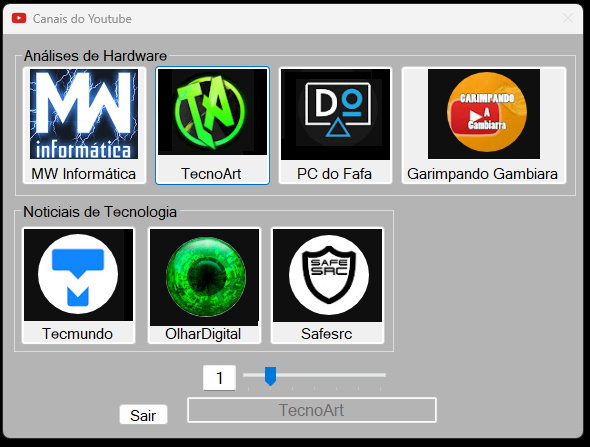 Canais do Youtube
Análises de Hardware
MW
informática
TA
DO
GARIMPANDO
A
Gambiarra
MW Informática
TecnoArt
PC do Fafa
Garimpando Gambiara
Noticiais de Tecnologia
SAFE
SRC
Tecmundo
OlharDigital
Safesrc
1
Sair
TecnoArt